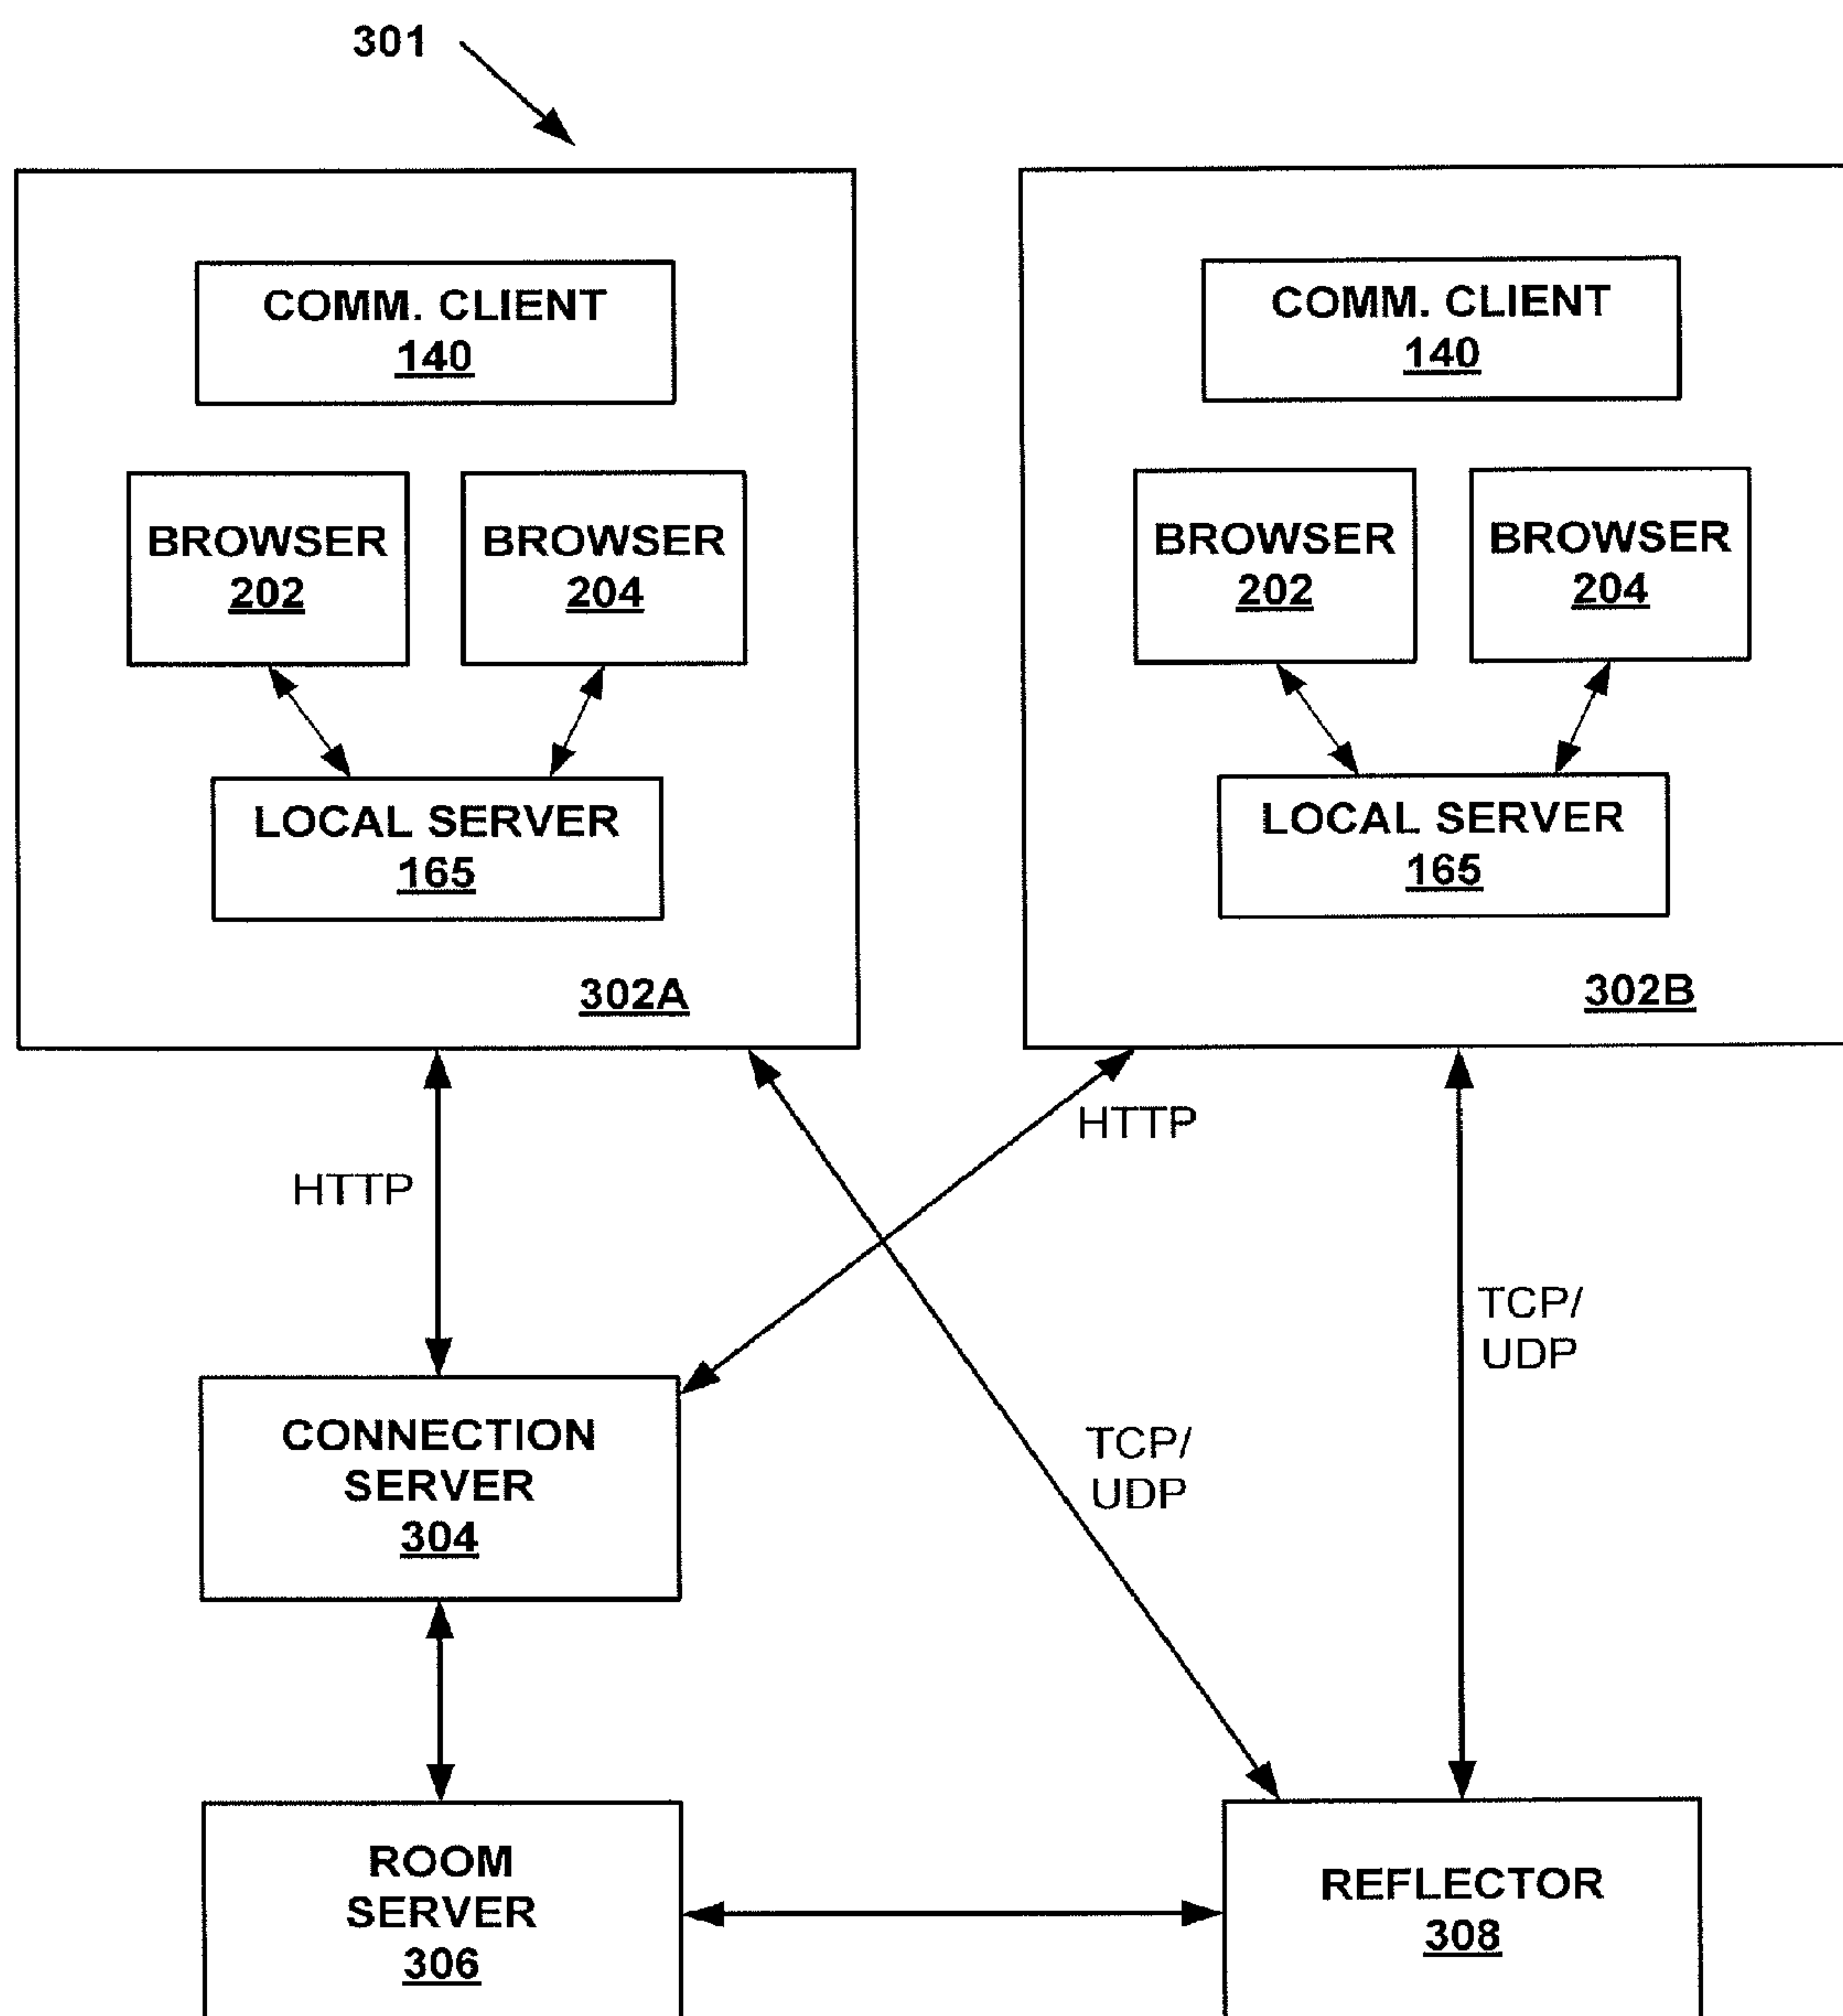 301
COMM. CLIENT
140
BROWSER
202
BROWSER
204
LOCAL SERVER
165
302A
COMM. CLIENT
140
BROWSER
202
BROWSER
204
LOCAL SERVER
165
302B
HTTP
HTTP
TCP/
UDP
TCP/
UDP
CONNECTION
SERVER
304
ROOM
SERVER
306
REFLECTOR
308